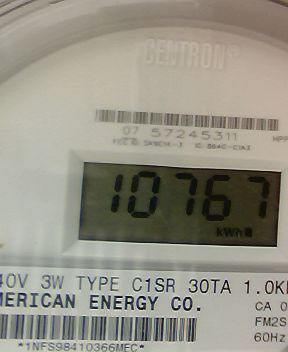 CENTRON®
07 57245311
10767
kWh
40V 3W TYPE C1SR 30TA 1.0K
MERICAN ENERGY CO.
CA 0
FM2S
60Hz
*1NFS98410366MEC*